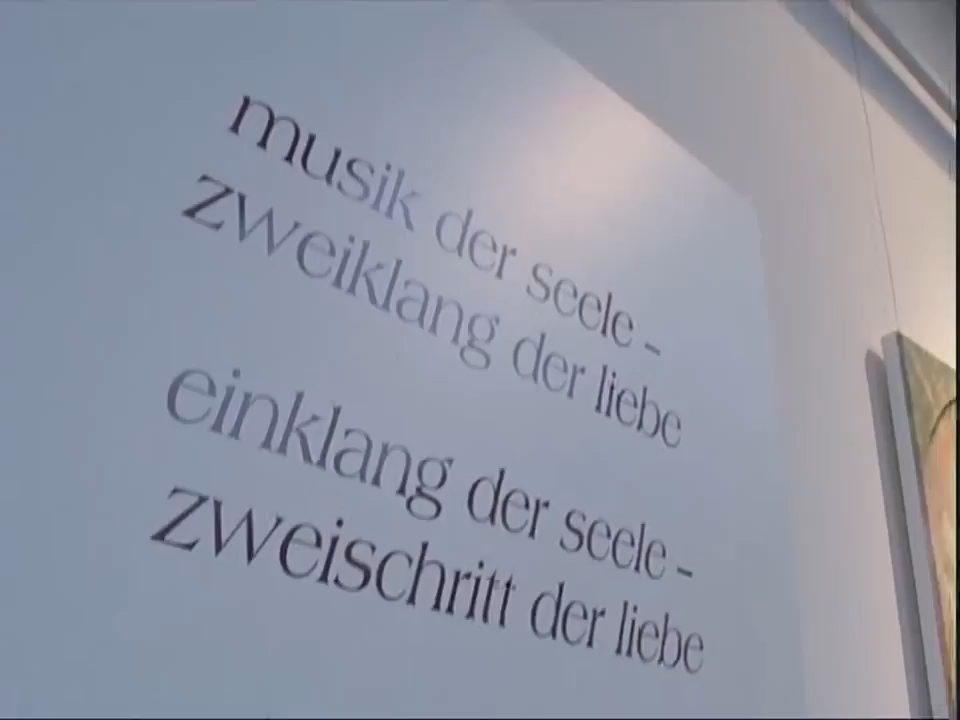 musik der seele -
zweiklang der liebe
einklang der seele -
zweischritt der liebe